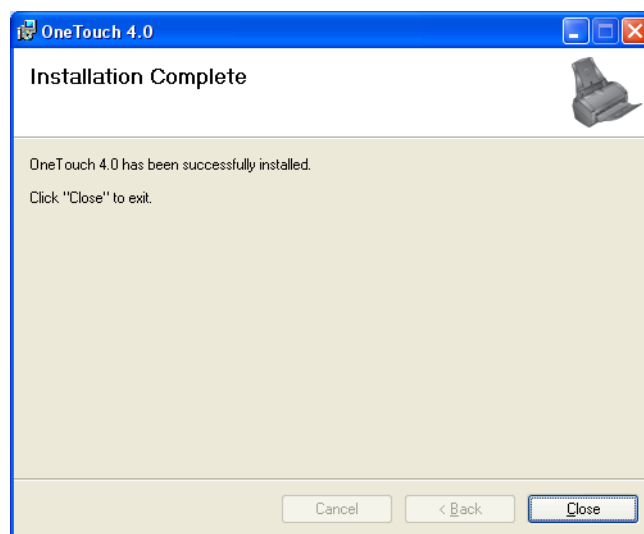 OneTouch 4.0
Installation Complete
OneTouch 4.0 has been successfully installed.
Click "Close" to exit.
Cancel
< Back
Close